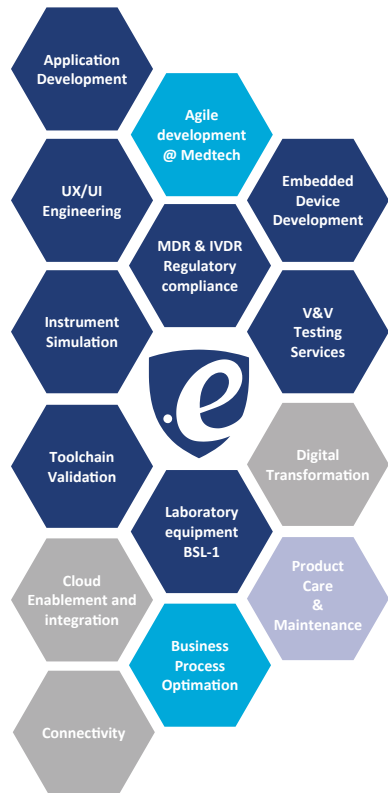 Application
Development
Agile
development
@ Medtech
UX/UI
Engineering
Embedded
Device
Development
MDR & IVDR
Regulatory
compliance
Instrument
Simulation
V&V
Testing
Services
.e
Toolchain
Validation
Digital
Transformation
Laboratory
equipment
BSL-1
Cloud
Enablement and
integration
Product
Care
&
Maintenance
Business
Process
Optimation
Connectivity